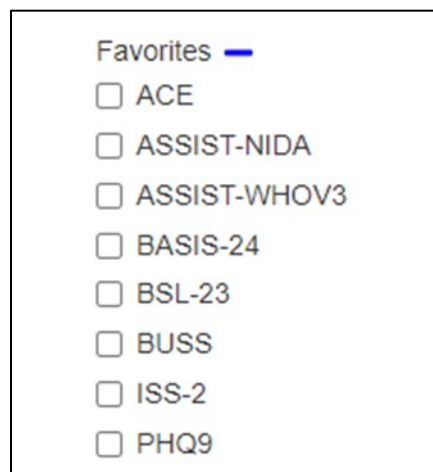 Favorites
ACE
ASSIST-NIDA
ASSIST-WHOV3
BASIS-24
BSL-23
BUSS
ISS-2
PHQ9